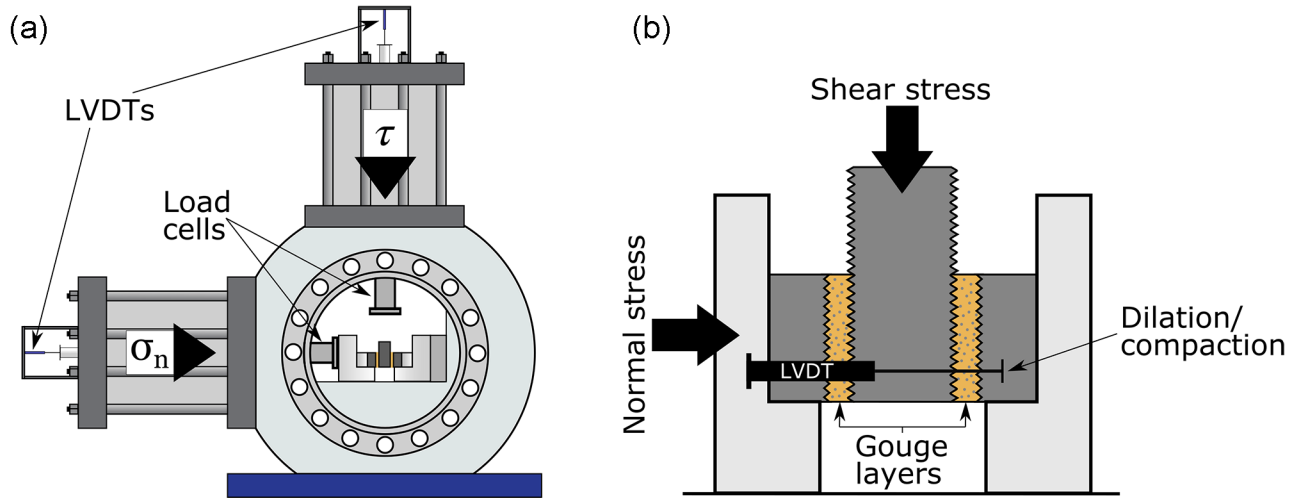 (a)
LVDTs
τ
Load
cells
σn
(b)
Shear stress
Normal stress
LVDT
Dilation/
compaction
Gouge
layers